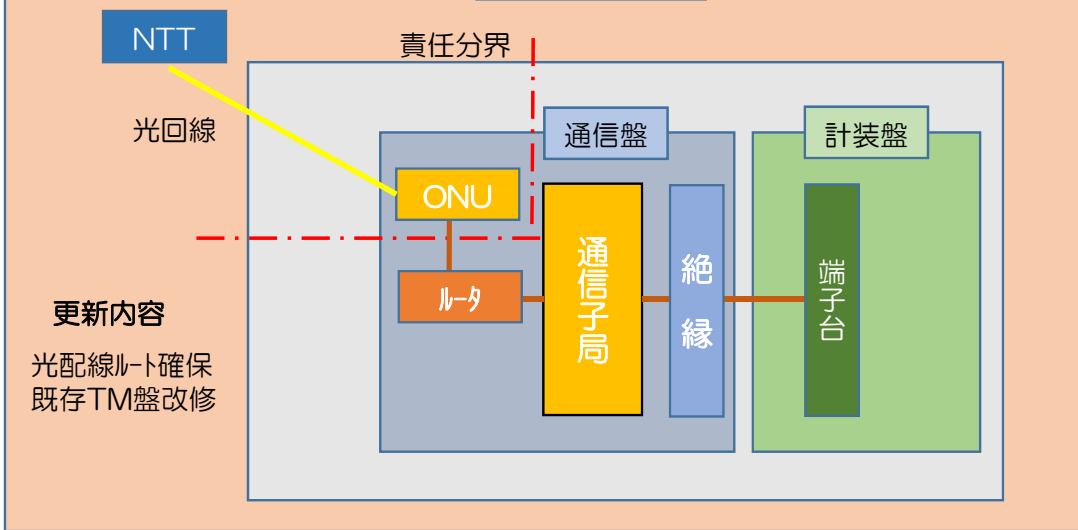 NTT
責任分界
光回線
通信盤
計装盤
ONU
通信子局
絶縁
端子台
ﾙｰﾀ
更新内容
光配線ﾙｰﾄ確保
既存TM盤改修